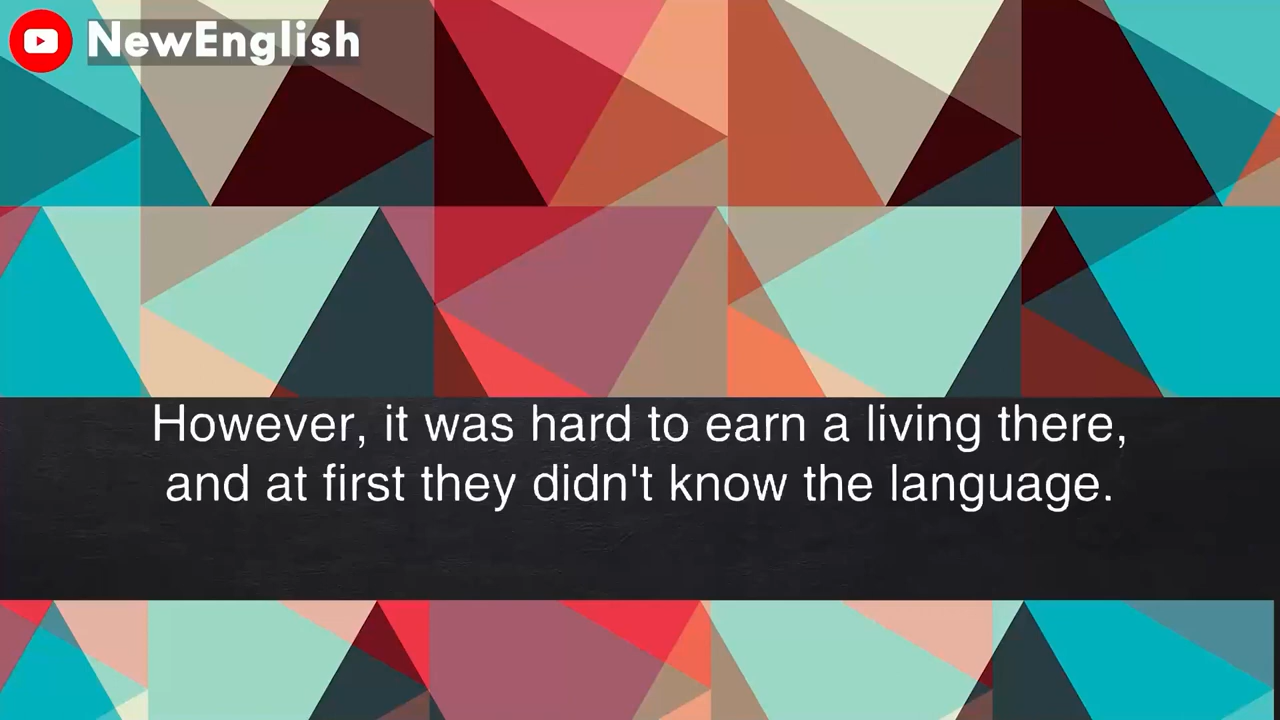 NewEnglish
However, it was hard to earn a living there,
and at first they didn't know the language.